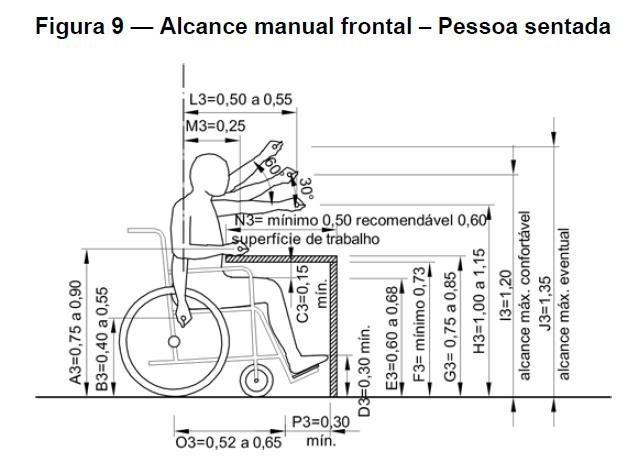 Figura 9 — Alcance manual frontal – Pessoa sentada
L3=0,50 a 0,55
M3=0,25
60°
30°
N3= mínimo 0,50 recomendável 0,60
superfície de trabalho
A3=0,75 a 0,90
B3=0,40 a 0,55
C3=0,15
mín.
D3=0,30 mín.
E3=0,60 a 0,68
F3= mínimo 0,73
G3= 0,75 a 0,85
H3=1,00 a 1,15
I3=1,20
alcance máx. confortável
J3=1,35
alcance máx. eventual
O3=0,52 a 0,65
P3=0,30
mín.